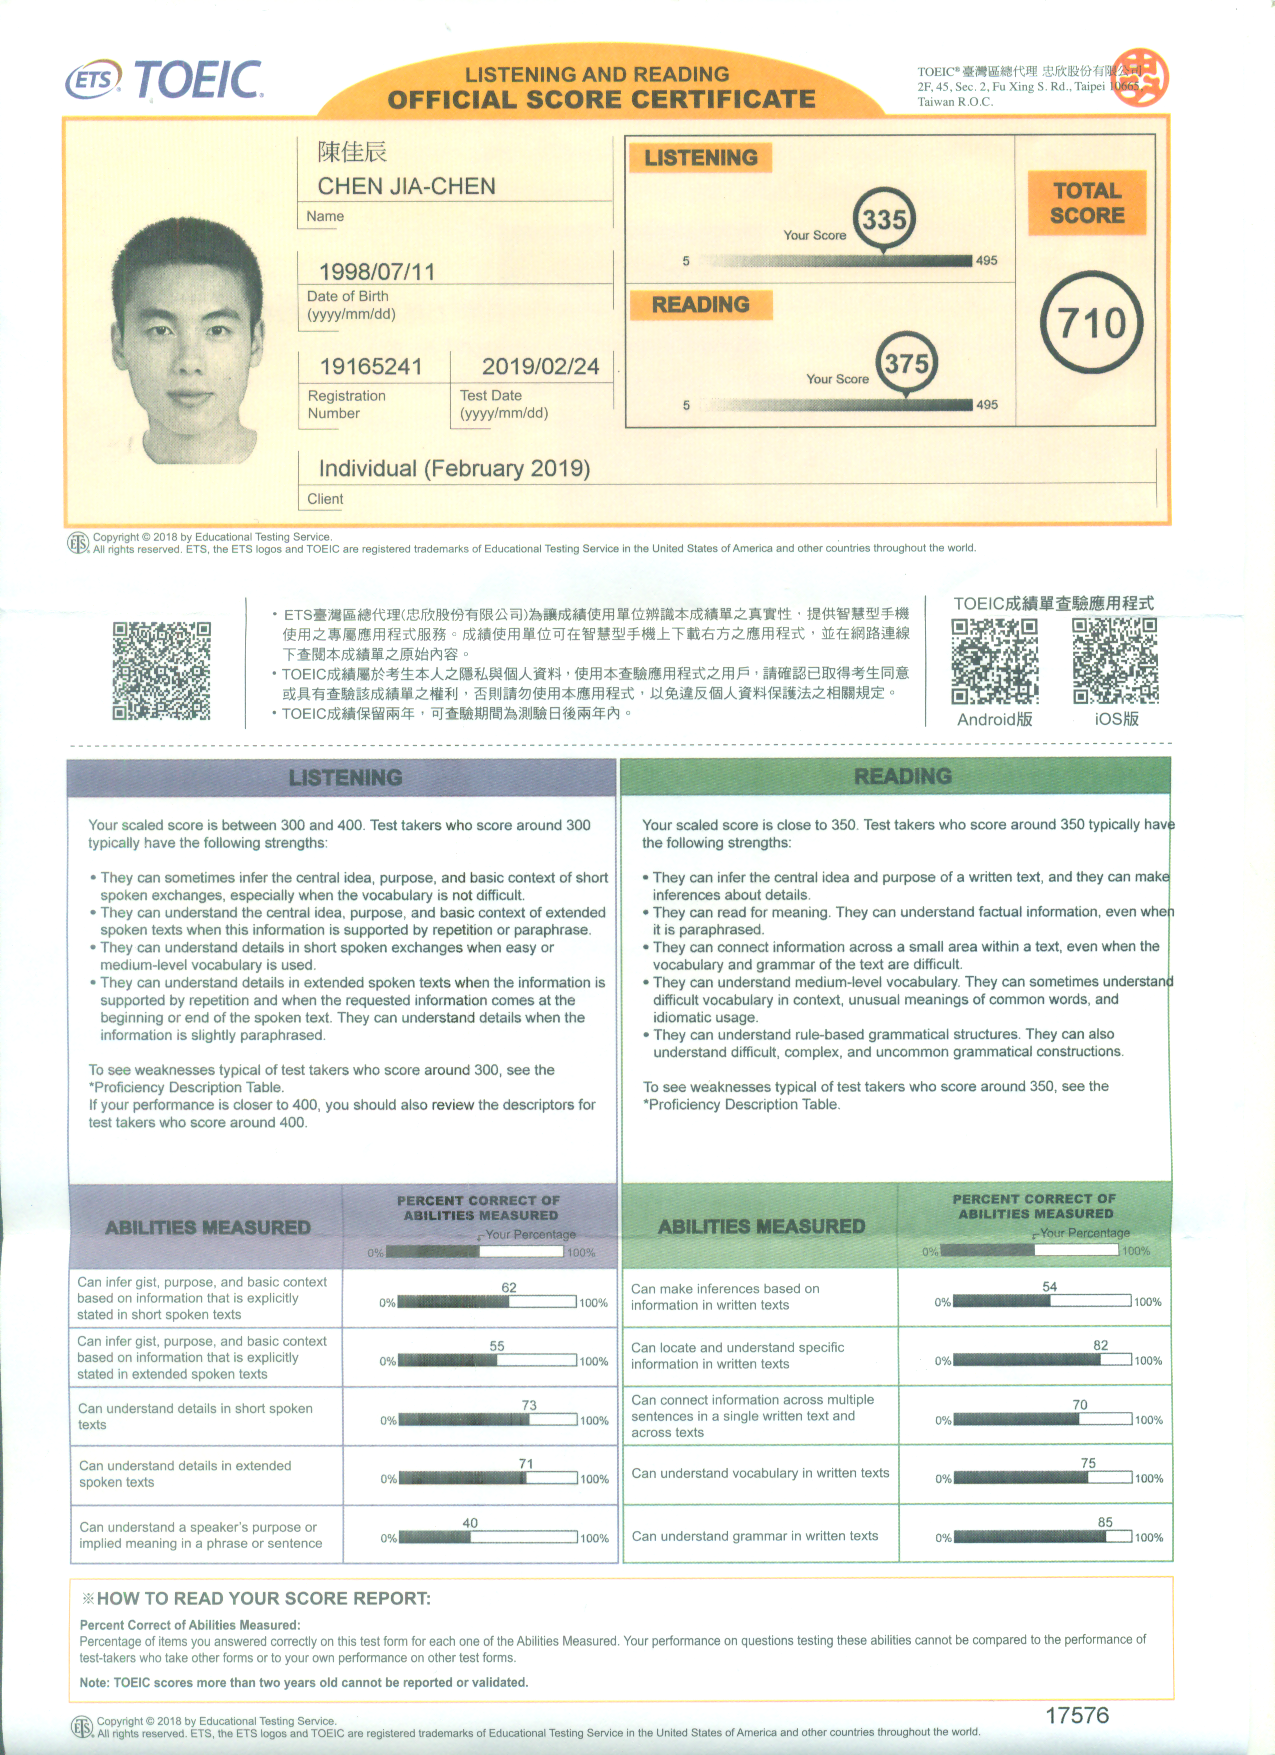 ETS TOEIC
LISTENING AND READING
OFFICIAL SCORE CERTIFICATE
TOEIC® 臺灣區總代理 忠欣股份有限公司
2F, 45, Sec. 2, Fu Xing S. Rd., Taipei 10665,
Taiwan R.O.C.
陳佳辰
CHEN JIA-CHEN
Name
1998/07/11
Date of Birth
(yyyy/mm/dd)
19165241
Registration
Number
2019/02/24
Test Date
(yyyy/mm/dd)
Individual (February 2019)
Client
LISTENING
335
Your Score
5 495
READING
375
Your Score
5 495
TOTAL
SCORE
710
Copyright © 2018 by Educational Testing Service.
All rights reserved. ETS, the ETS logos and TOEIC are registered trademarks of Educational Testing Service in the United States of America and other countries throughout the world.
・ETS臺灣區總代理(忠欣股份有限公司)為讓成績使用單位辨識本成績單之真實性，提供智慧型手機
使用之專屬應用程式服務。成績使用單位可在智慧型手機上下載右方之應用程式，並在網路連線
下查閱本成績單之原始內容。
・TOEIC成績屬於考生本人之隱私與個人資料，使用本查驗應用程式之用戶，請確認已取得考生同意
或具有查驗該成績單之權利，否則請勿使用本應用程式，以免違反個人資料保護法之相關規定。
・TOEIC成績保留兩年，可查驗期間為測驗日後兩年內。
TOEIC成績單查驗應用程式
Android版 iOS版
LISTENING
Your scaled score is between 300 and 400. Test takers who score around 300
typically have the following strengths:
• They can sometimes infer the central idea, purpose, and basic context of short
spoken exchanges, especially when the vocabulary is not difficult.
• They can understand the central idea, purpose, and basic context of extended
spoken texts when this information is supported by repetition or paraphrase.
• They can understand details in short spoken exchanges when easy or
medium-level vocabulary is used.
• They can understand details in extended spoken texts when the information is
supported by repetition and when the requested information comes at the
beginning or end of the spoken text. They can understand details when the
information is slightly paraphrased.
To see weaknesses typical of test takers who score around 300, see the
*Proficiency Description Table.
If your performance is closer to 400, you should also review the descriptors for
test takers who score around 400.
READING
Your scaled score is close to 350. Test takers who score around 350 typically have
the following strengths:
• They can infer the central idea and purpose of a written text, and they can make
inferences about details.
• They can read for meaning. They can understand factual information, even when
it is paraphrased.
• They can connect information across a small area within a text, even when the
vocabulary and grammar of the text are difficult.
• They can understand medium-level vocabulary. They can sometimes understand
difficult vocabulary in context, unusual meanings of common words, and
idiomatic usage.
• They can understand rule-based grammatical structures. They can also
understand difficult, complex, and uncommon grammatical constructions.
To see weaknesses typical of test takers who score around 350, see the
*Proficiency Description Table.
ABILITIES MEASURED
PERCENT CORRECT OF
ABILITIES MEASURED
Your Percentage
0% 100%
Can infer gist, purpose, and basic context
based on information that is explicitly
stated in short spoken texts
62
0% 100%
Can infer gist, purpose, and basic context
based on information that is explicitly
stated in extended spoken texts
55
0% 100%
Can understand details in short spoken
texts
73
0% 100%
Can understand details in extended
spoken texts
71
0% 100%
Can understand a speaker's purpose or
implied meaning in a phrase or sentence
40
0% 100%
ABILITIES MEASURED
PERCENT CORRECT OF
ABILITIES MEASURED
Your Percentage
0% 100%
Can make inferences based on
information in written texts
54
0% 100%
Can locate and understand specific
information in written texts
82
0% 100%
Can connect information across multiple
sentences in a single written text and
across texts
70
0% 100%
Can understand vocabulary in written texts
75
0% 100%
Can understand grammar in written texts
85
0% 100%
※HOW TO READ YOUR SCORE REPORT:
Percent Correct of Abilities Measured:
Percentage of items you answered correctly on this test form for each one of the Abilities Measured. Your performance on questions testing these abilities cannot be compared to the performance of
test-takers who take other forms or to your own performance on other test forms.
Note: TOEIC scores more than two years old cannot be reported or validated.
17576
Copyright © 2018 by Educational Testing Service.
All rights reserved. ETS, the ETS logos and TOEIC are registered trademarks of Educational Testing Service in the United States of America and other countries throughout the world.